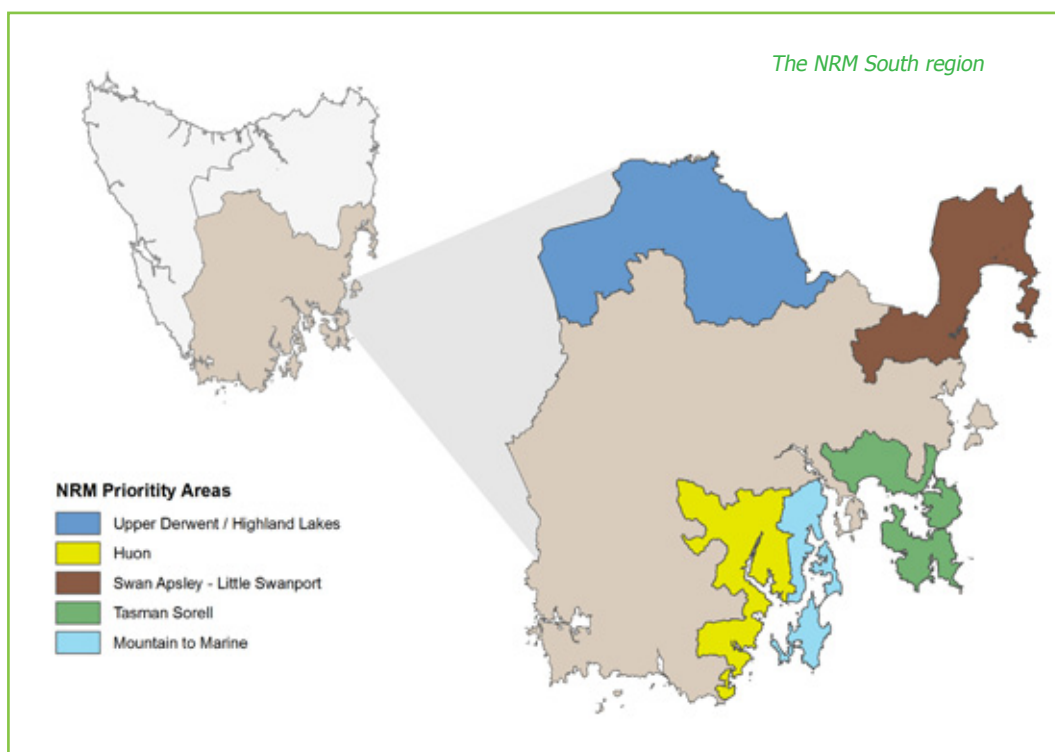 The NRM South region
NRM Prioritity Areas
Upper Derwent / Highland Lakes
Huon
Swan Apsley - Little Swanport
Tasman Sorell
Mountain to Marine